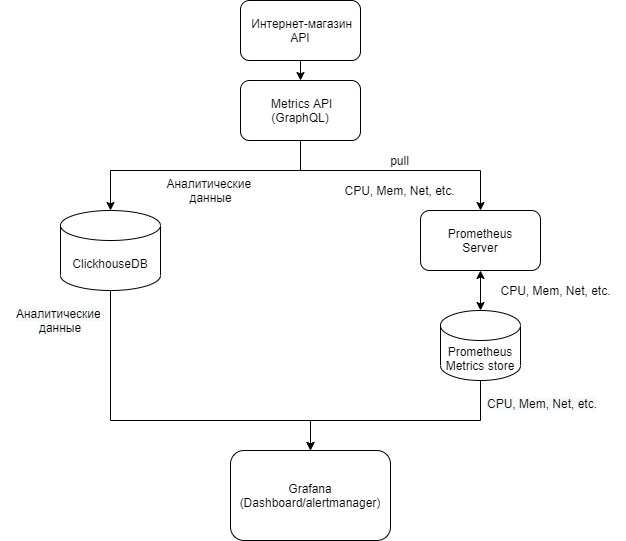 Интернет-магазин
API
Metrics API
(GraphQL)
pull
Аналитические
данные
CPU, Mem, Net, etc.
ClickhouseDB
Prometheus
Server
CPU, Mem, Net, etc.
Аналитические
данные
Prometheus
Metrics store
CPU, Mem, Net, etc.
Grafana
(Dashboard/alertmanager)